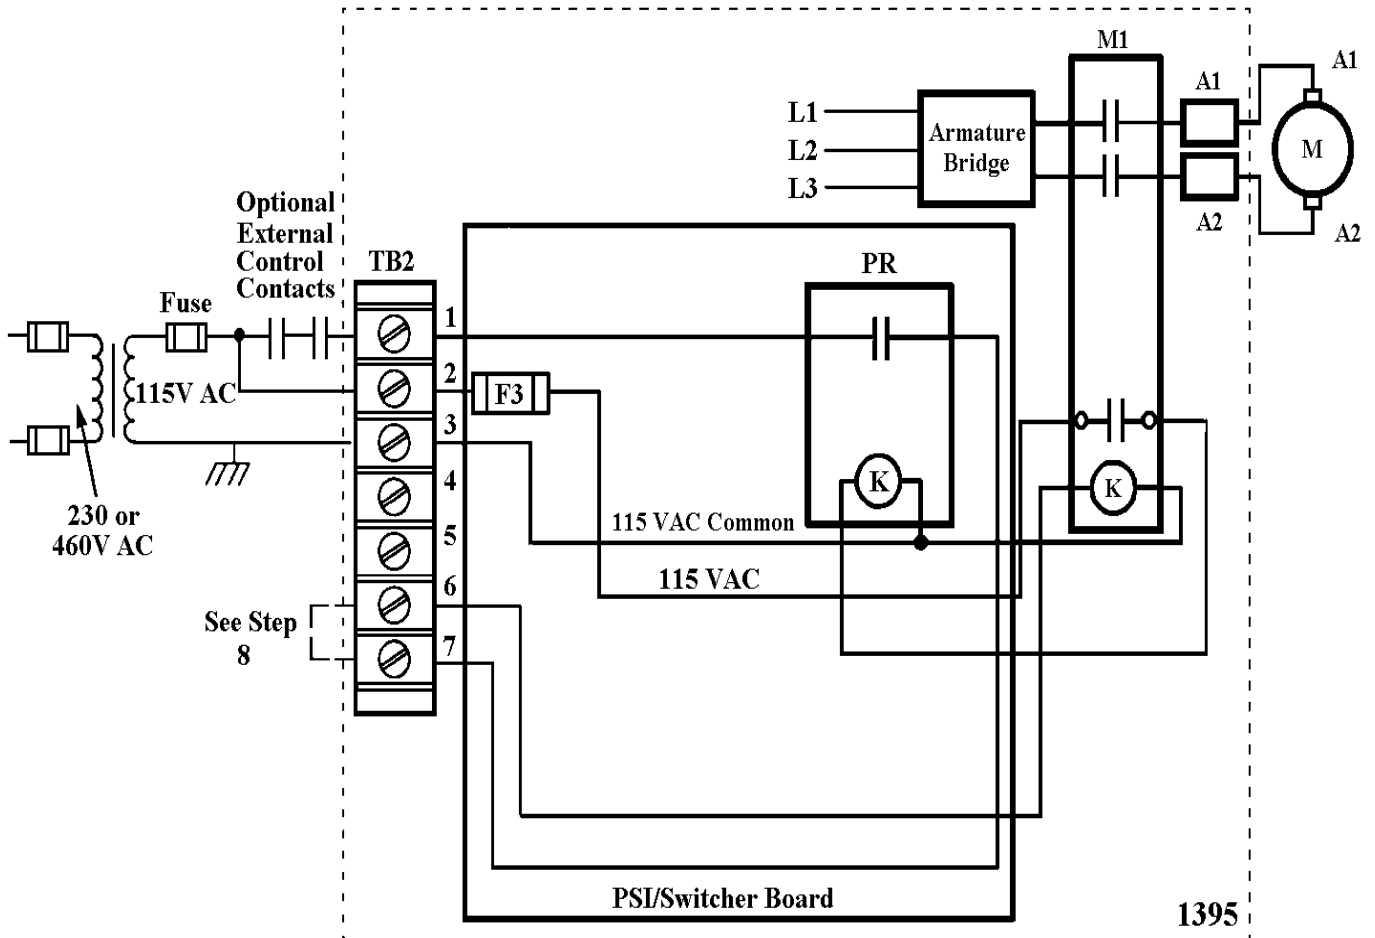 M1
A1
A1
L1
L2
L3
Armature
Bridge
M
A2
A2
Optional
External
Control
Contacts
TB2
PR
Fuse
1
115V AC
2
F3
3
4
K
K
230 or
460V AC
115 VAC Common
5
115 VAC
6
See Step
8
7
PSI/Switcher Board
1395